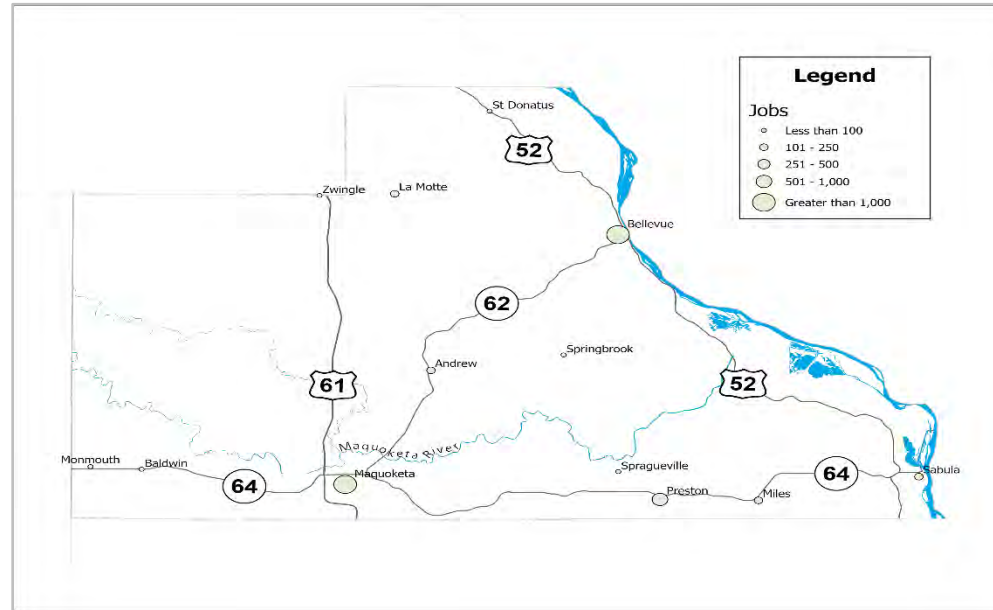 Legend
Jobs
Less than 100
101 - 250
251 - 500
501 - 1,000
Greater than 1,000
St Donatus
52
Zwingle
La Motte
Bellevue
62
Springbrook
Andrew
61
52
Maquoketa River
Monmouth
Baldwin
64
Maquoketa
Spragueville
64
Sabula
Preston
Miles